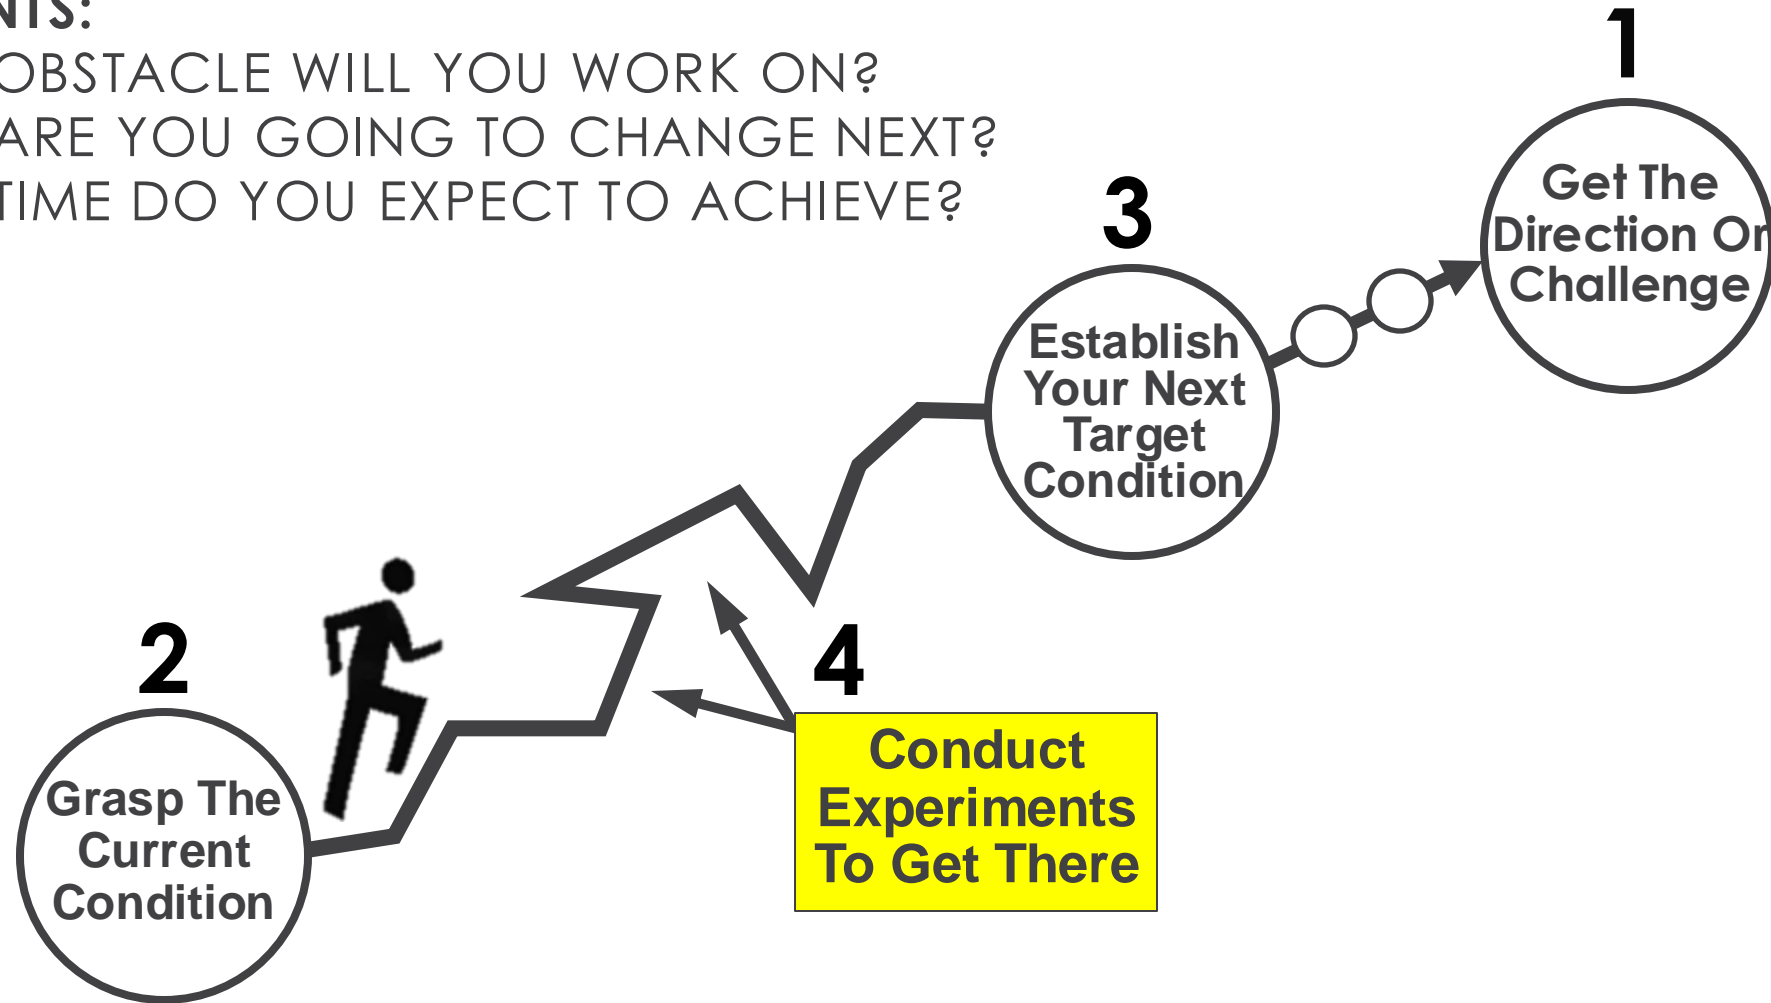 NTS:
OBSTACLE WILL YOU WORK ON?
ARE YOU GOING TO CHANGE NEXT?
TIME DO YOU EXPECT TO ACHIEVE?
1
Get The
Direction Or
Challenge
3
Establish
Your Next
Target
Condition
2
Grasp The
Current
Condition
4
Conduct
Experiments
To Get There